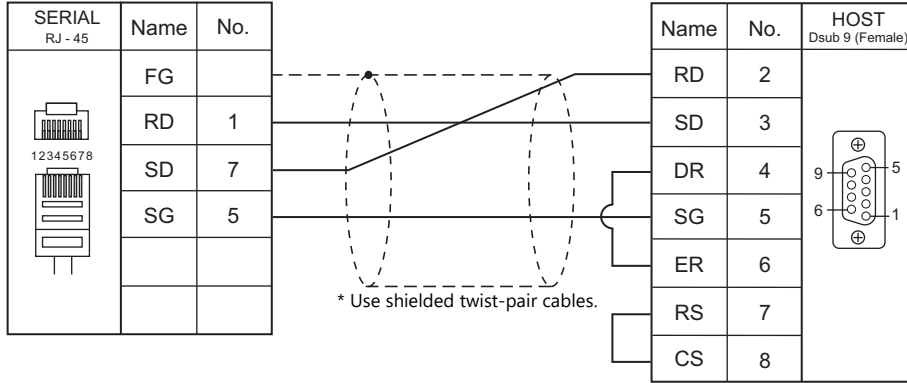 SERIAL
RJ - 45
Name No.
FG
RD 1
SD 7
SG 5
12345678
* Use shielded twist-pair cables.
Name No.
HOST
Dsub 9 (Female)
RD 2
SD 3
DR 4
SG 5
ER 6
RS 7
CS 8
9 5
6 1